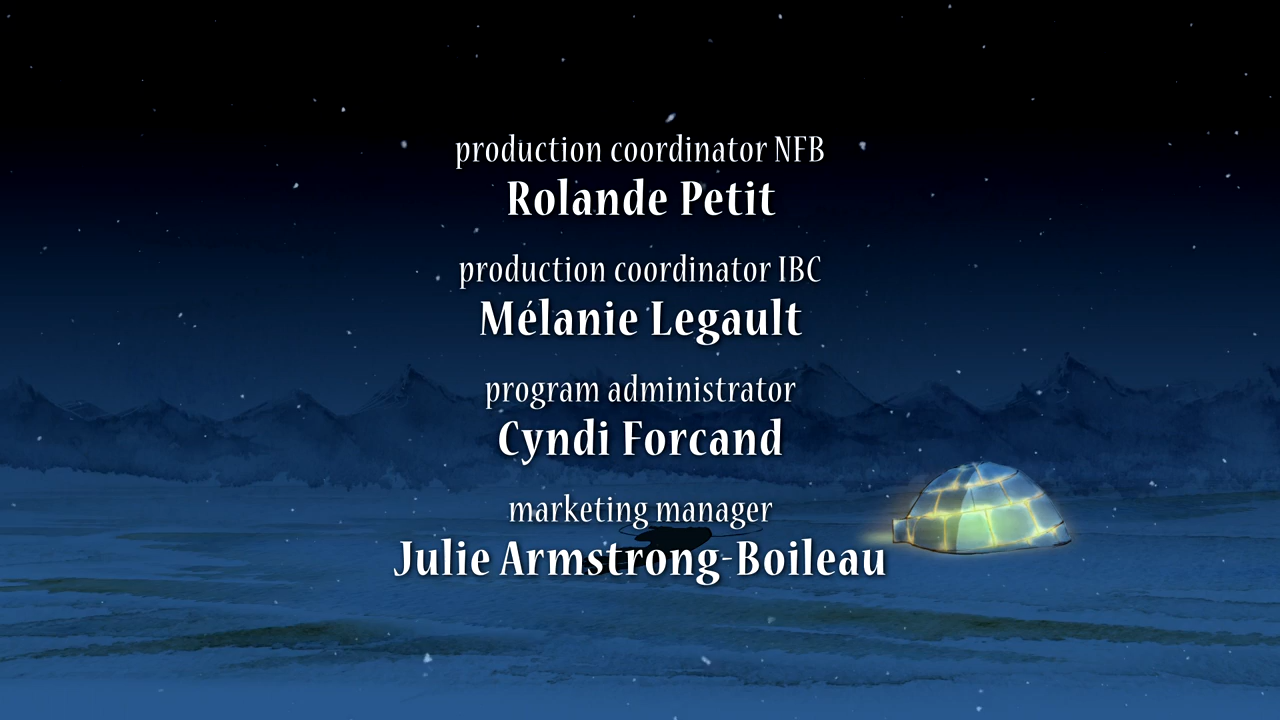 production coordinator NFB
Rolande Petit
production coordinator IBC
Mélanie Legault
program administrator
Cyndi Forcand
marketing manager
Julie Armstrong-Boileau